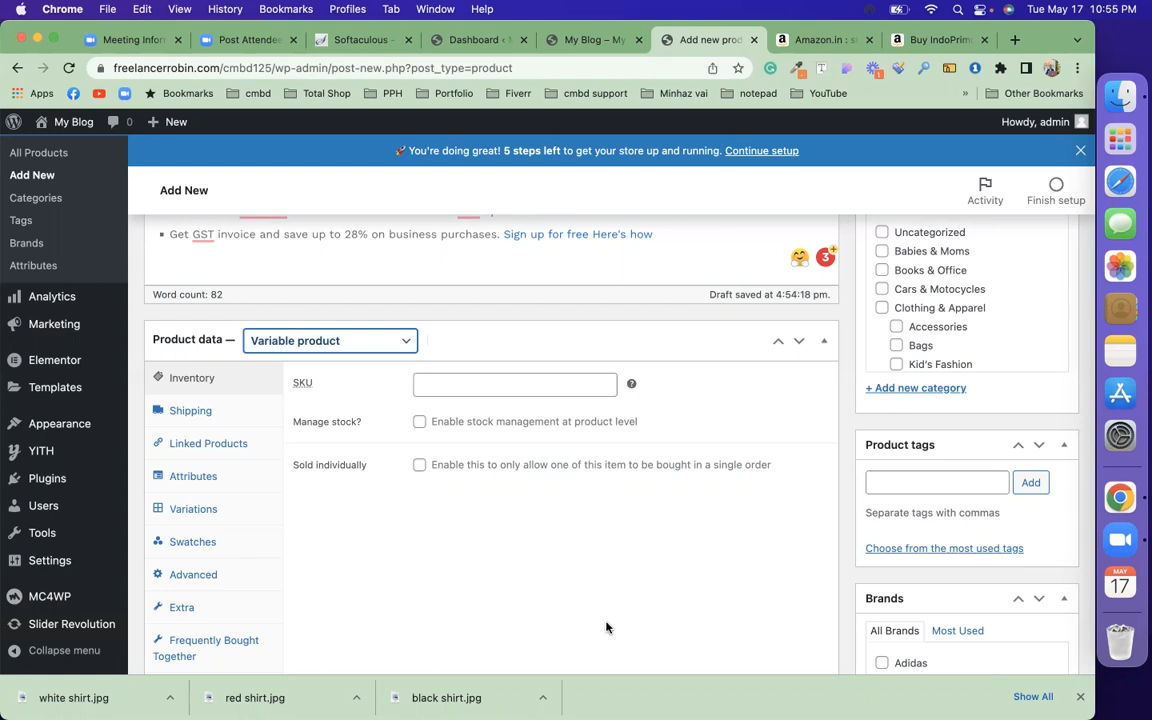 Chrome File Edit View History Bookmarks Profiles Tab Window Help Tue May 17 10:55 PM
Meeting Infor Post Attendee Softaculous - Dashboard ‹ M My Blog – My Add new prod Amazon.in : s Buy IndoPrim
freelancerrobin.com/cmbd125/wp-admin/post-new.php?post_type=product
Apps Bookmarks cmbd Total Shop PPH Portfolio Fiverr cmbd support Minhaz vai notepad YouTube » Other Bookmarks
My Blog 0 + New Howdy, admin
All Products
Add New
Categories
Tags
Brands
Attributes
Analytics
Marketing
Elementor
Templates
Appearance
YITH
Plugins
Users
Tools
Settings
MC4WP
Slider Revolution
Collapse menu
🚀 You're doing great! 5 steps left to get your store up and running. Continue setup
Add New
Activity
Finish setup
Get GST invoice and save up to 28% on business purchases. Sign up for free Here's how
3
Word count: 82
Draft saved at 4:54:18 pm.
Product data — Variable product
Inventory
Shipping
Linked Products
Attributes
Variations
Swatches
Advanced
Extra
Frequently Bought
Together
SKU
Manage stock? Enable stock management at product level
Sold individually Enable this to only allow one of this item to be bought in a single order
Uncategorized
Babies & Moms
Books & Office
Cars & Motocycles
Clothing & Apparel
Accessories
Bags
Kid's Fashion
+ Add new category
Product tags
Add
Separate tags with commas
Choose from the most used tags
Brands
All Brands Most Used
Adidas
MAY
17
white shirt.jpg red shirt.jpg black shirt.jpg Show All